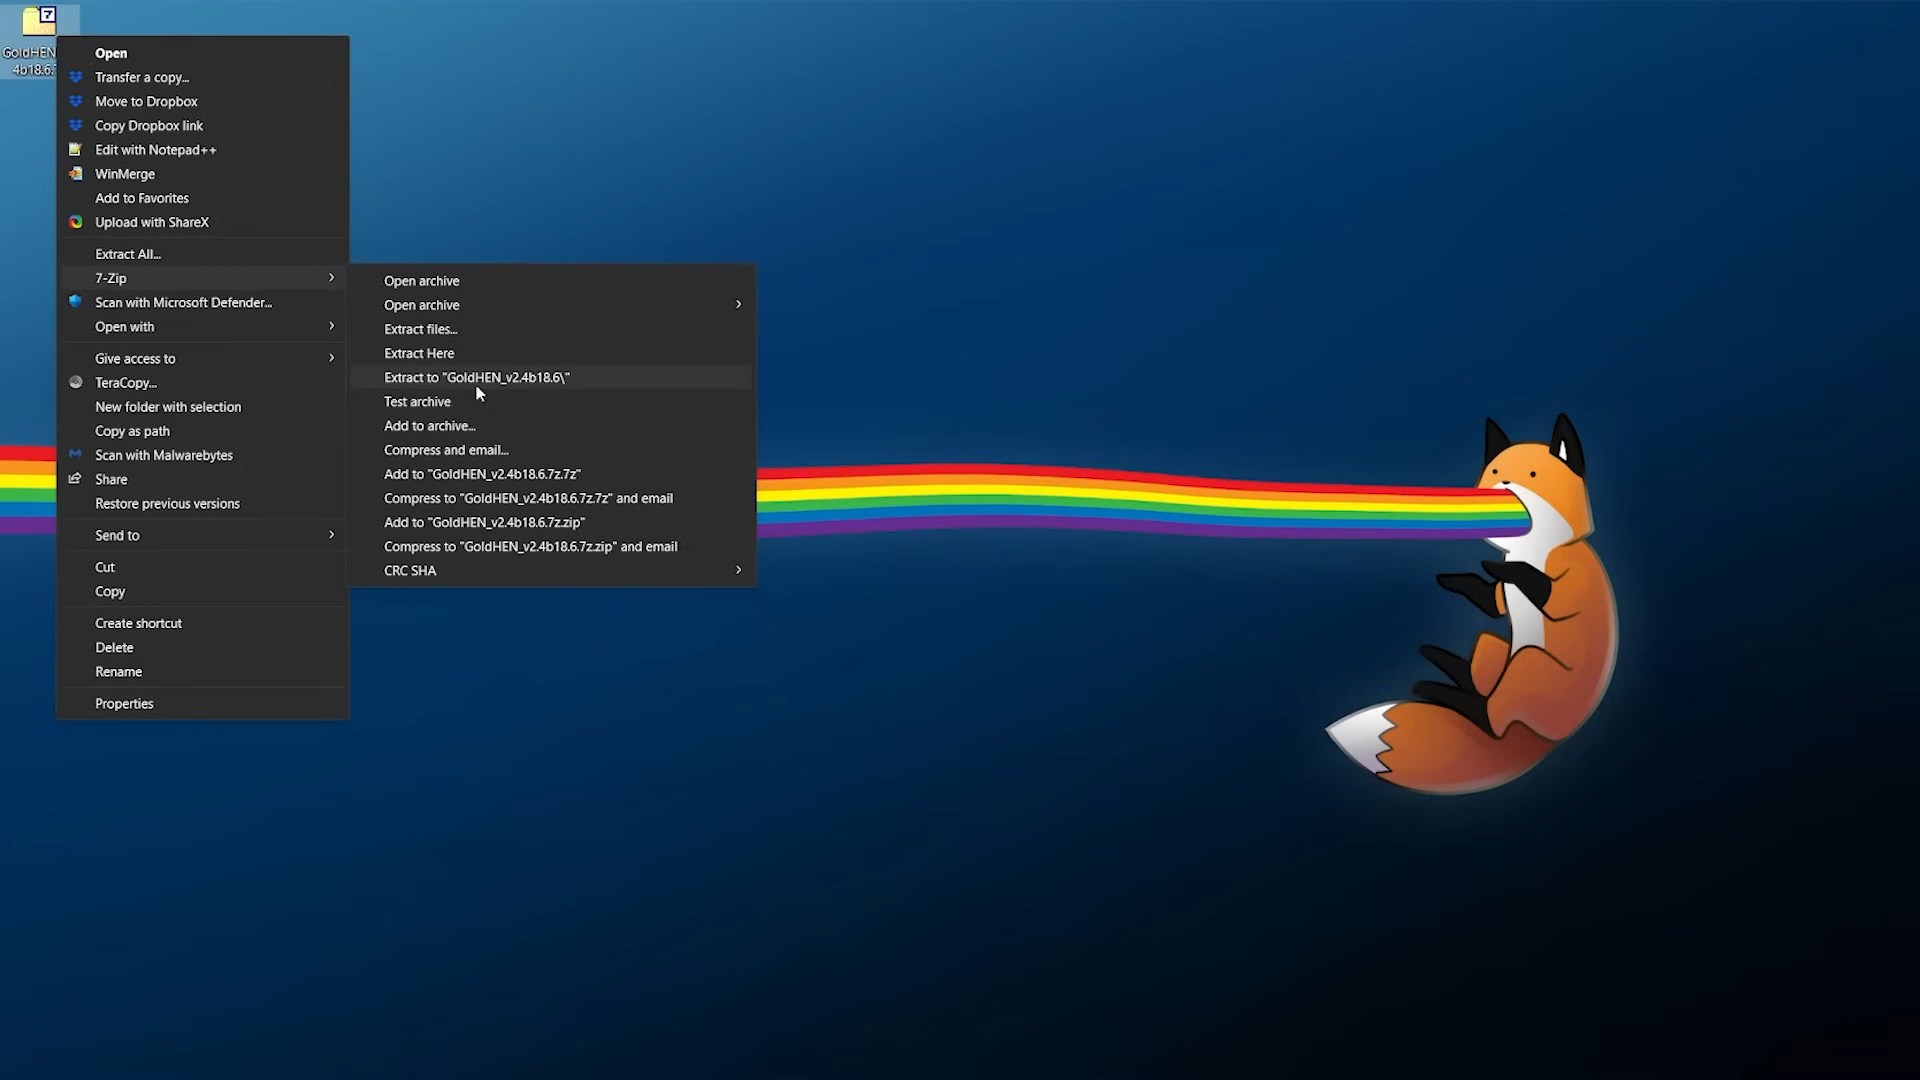 GoldHEN
4b18.6.
Open
Transfer a copy...
Move to Dropbox
Copy Dropbox link
Edit with Notepad++
WinMerge
Add to Favorites
Upload with ShareX
Extract All...
7-Zip
Scan with Microsoft Defender...
Open with
Give access to
TeraCopy...
New folder with selection
Copy as path
Scan with Malwarebytes
Share
Restore previous versions
Send to
Cut
Copy
Create shortcut
Delete
Rename
Properties
Open archive
Open archive
Extract files...
Extract Here
Extract to "GoldHEN_v2.4b18.6\"
Test archive
Add to archive...
Compress and email...
Add to "GoldHEN_v2.4b18.6.7z.7z"
Compress to "GoldHEN_v2.4b18.6.7z.7z" and email
Add to "GoldHEN_v2.4b18.6.7z.zip"
Compress to "GoldHEN_v2.4b18.6.7z.zip" and email
CRC SHA